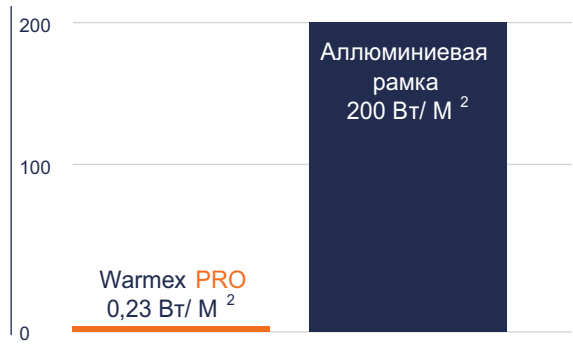 200
Аллюминиевая
рамка
200 Вт/ М ²
100
Warmex PRO
0,23 Вт/ М ²
0